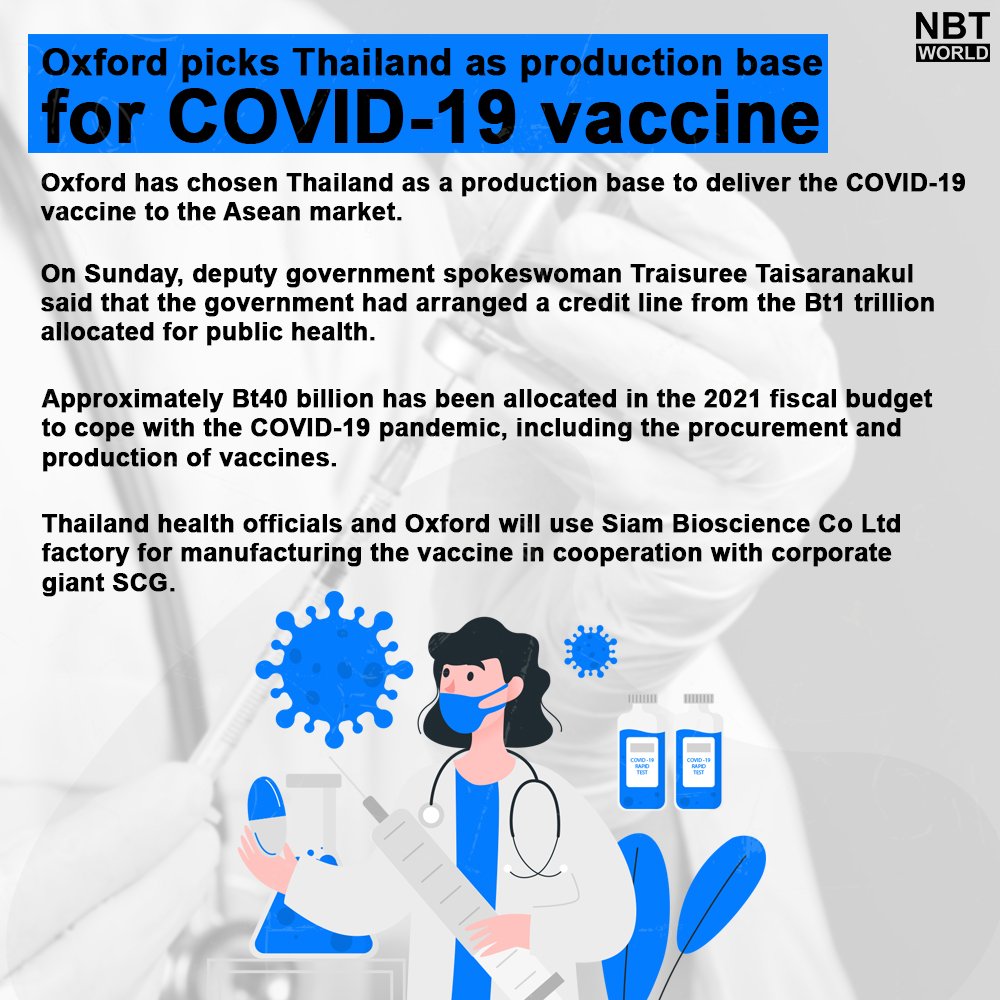 NBT
WORLD
Oxford picks Thailand as production base
for COVID-19 vaccine
Oxford has chosen Thailand as a production base to deliver the COVID-19
vaccine to the Asean market.
On Sunday, deputy government spokeswoman Traisuree Taisaranakul
said that the government had arranged a credit line from the Bt1 trillion
allocated for public health.
Approximately Bt40 billion has been allocated in the 2021 fiscal budget
to cope with the COVID-19 pandemic, including the procurement and
production of vaccines.
Thailand health officials and Oxford will use Siam Bioscience Co Ltd
factory for manufacturing the vaccine in cooperation with corporate
giant SCG.
COVID-19
RAPID
TEST
COVID-19
RAPID
TEST